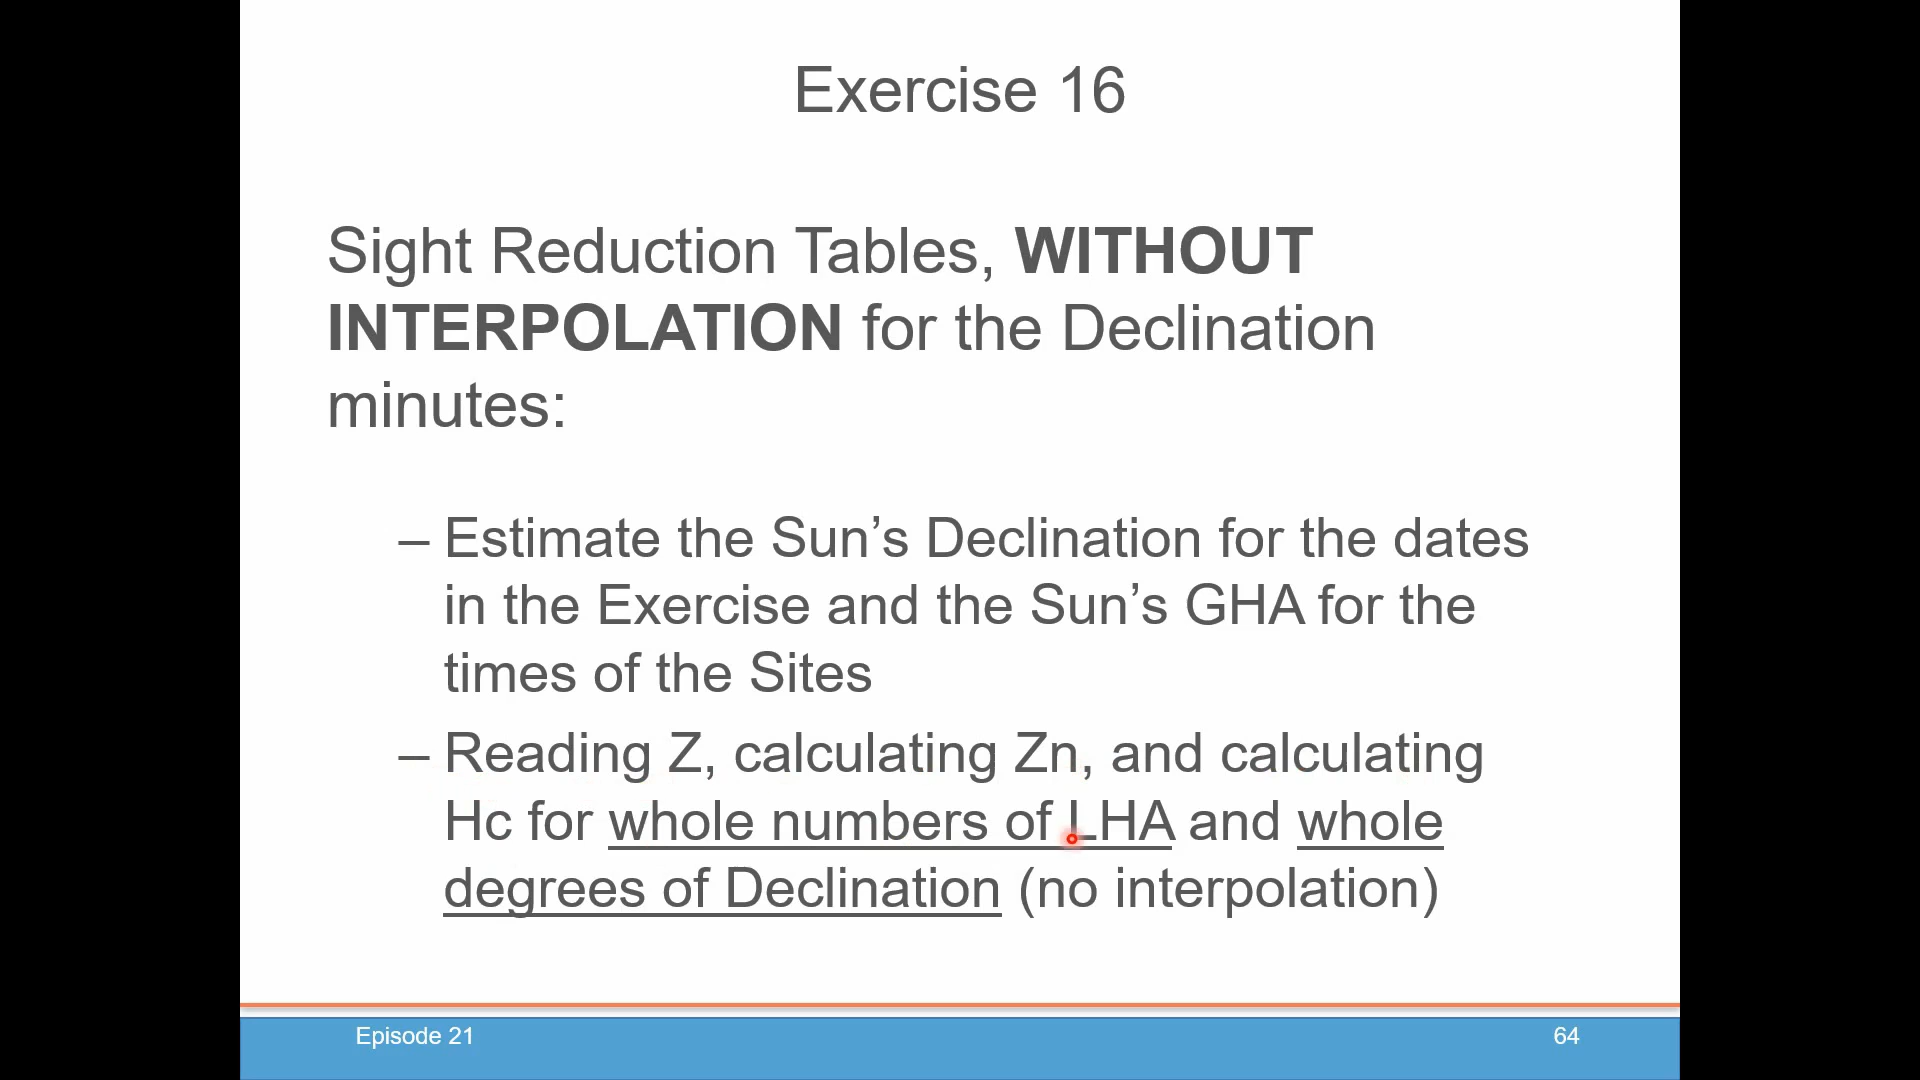 Exercise 16
Sight Reduction Tables, WITHOUT
INTERPOLATION for the Declination
minutes:
– Estimate the Sun’s Declination for the dates
in the Exercise and the Sun’s GHA for the
times of the Sites
– Reading Z, calculating Zn, and calculating
Hc for whole numbers of LHA and whole
degrees of Declination (no interpolation)
Episode 21
64